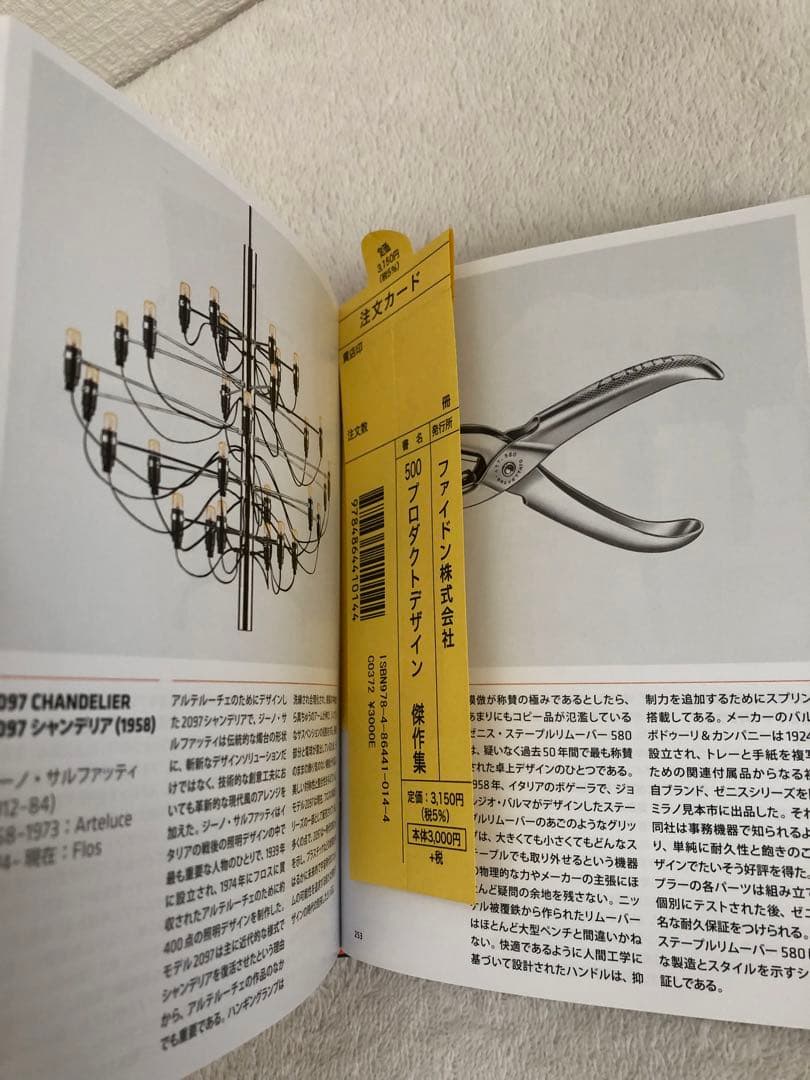 定価
3,150円
(税5%)
注文カード
貴店印
注文数
冊
書名
発行所
500プロダクトデザイン 傑作集
ファイドン株式会社
9784864410144
ISBN978-4-86441-014-4
C0372 ¥3000E
定価：3,150円
(税5%)
本体3,000円
+税
097 CHANDELIER
097 シャンデリア (1958)
ーノ・サルファッティ
912–84)
58–1973：Arteluce
現在：Flos
アルテルーチェのためにデザインし
た2097シャンデリアで、ジーノ・サ
ルファッティは伝統的な燭台の形状
に、斬新なデザインソリューションだ
けではなく、技術的な創意工夫にお
いても革新的な現代風のアレンジを
加えた。ジーノ・サルファッティはイ
タリアの戦後の照明デザインの中で
最も重要な人物のひとりで、1939年
に設立され、1974年にフロスに買
収されたアルテルーチェのために約
400点の照明デザインを制作した。
モデル2097は主に近代的な様式で
シャンデリアを復活させたという理由
から、アルテルーチェの作品のなか
でも重要である。ハンギングランプは
253
模倣が称賛の極みであるとしたら、
あまりにもコピー品が氾濫している
ゼニス・ステープルリムーバー 580
は、疑いなく過去50年間で最も称賛
された卓上デザインのひとつである。
1958年、イタリアのボゲーラで、ジョ
ルジオ・バルマがデザインしたステー
プルリムーバーのあごのようなグリッ
プは、大きくても小さくてもどんなス
テープルでも取り外せるという機器
の物理的な力やメーカーの主張にほ
とんど疑問の余地を残さない。ニッ
ケル被覆鉄から作られたリムーバー
はほとんど大型ペンチと間違いかね
ない。快適であるように人間工学に
基づいて設計されたハンドルは、抑
制力を追加するためにスプリン
搭載してある。メーカーのバル
ボドゥーリ＆カンパニーは1924
設立され、トレーと手紙を複写
ための関連付属品からなる初
自ブランド、ゼニスシリーズを
ミラノ見本市に出品した。それ
同社は事務機器で知られるよ
り、単純に耐久性と飽きのこ
ザインでたいそう好評を得た。
プラーの各パーツは組み立て
個別にテストされた後、ゼニ
名な耐久保証をつけられる。
ステープルリムーバー 580
な製造とスタイルを示すシ
証しである。